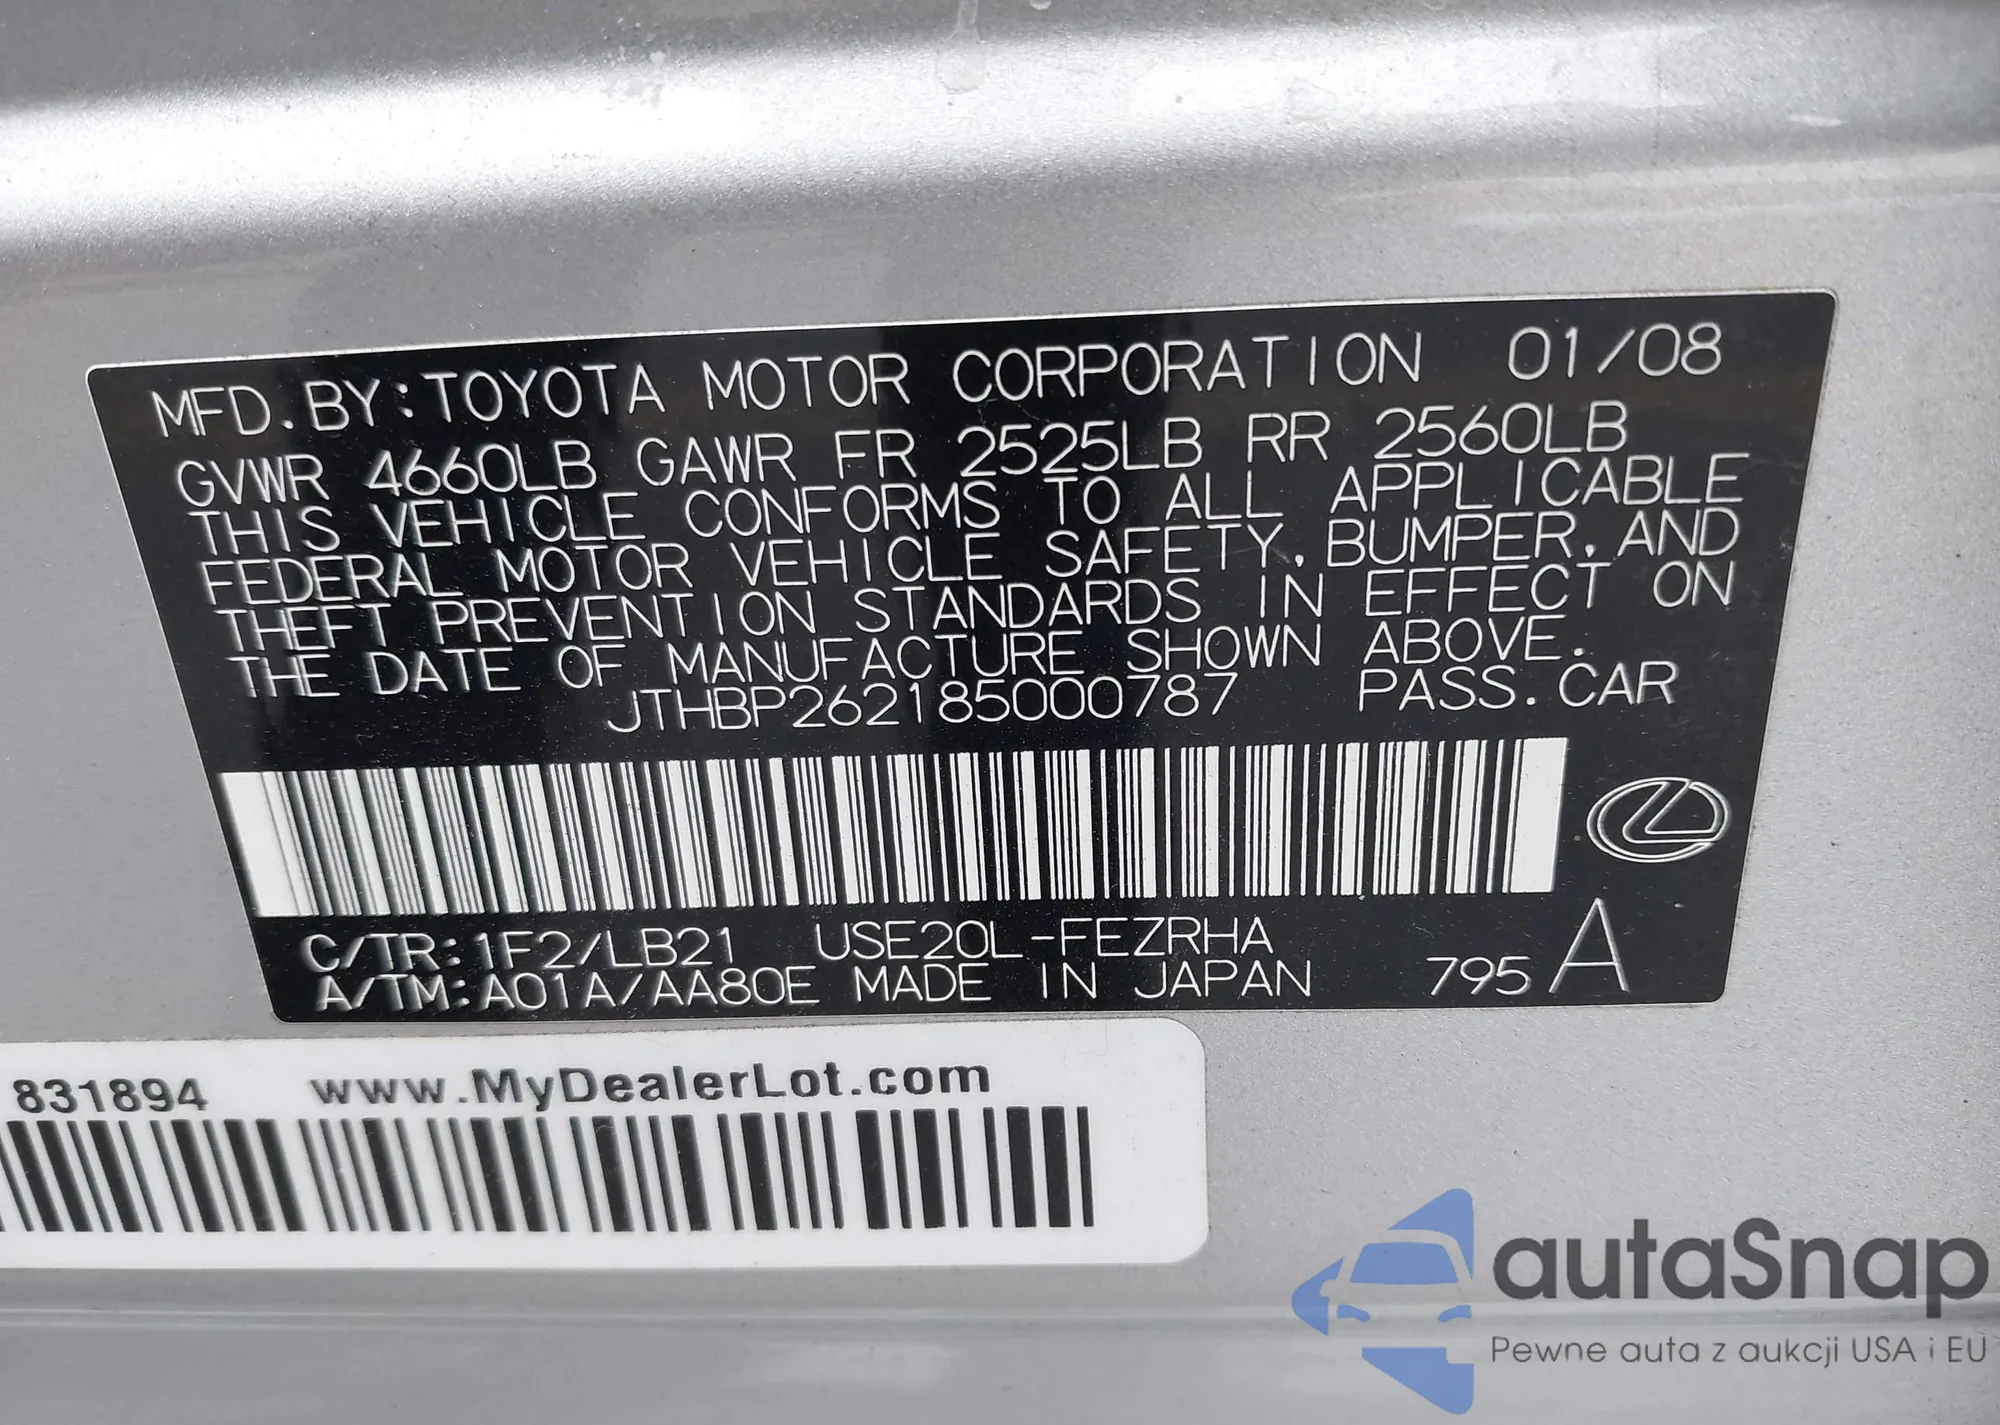 MFD. BY: TOYOTA MOTOR CORPORATION 01/08
GVWR 4660LB GAWR FR 2525LB RR 2560LB
THIS VEHICLE CONFORMS TO ALL APPLICABLE
FEDERAL MOTOR VEHICLE SAFETY, BUMPER, AND
THEFT PREVENTION STANDARDS IN EFFECT ON
THE DATE OF MANUFACTURE SHOWN ABOVE.
JTHBP262185000787 PASS. CAR
C/TR: 1F2/LB21 USE20L-FEZRHA
A/TM: A01A/AA80E MADE IN JAPAN 795 A
831894 www.MyDealerLot.com
autaSnap
Pewne auta z aukcji USA i EU